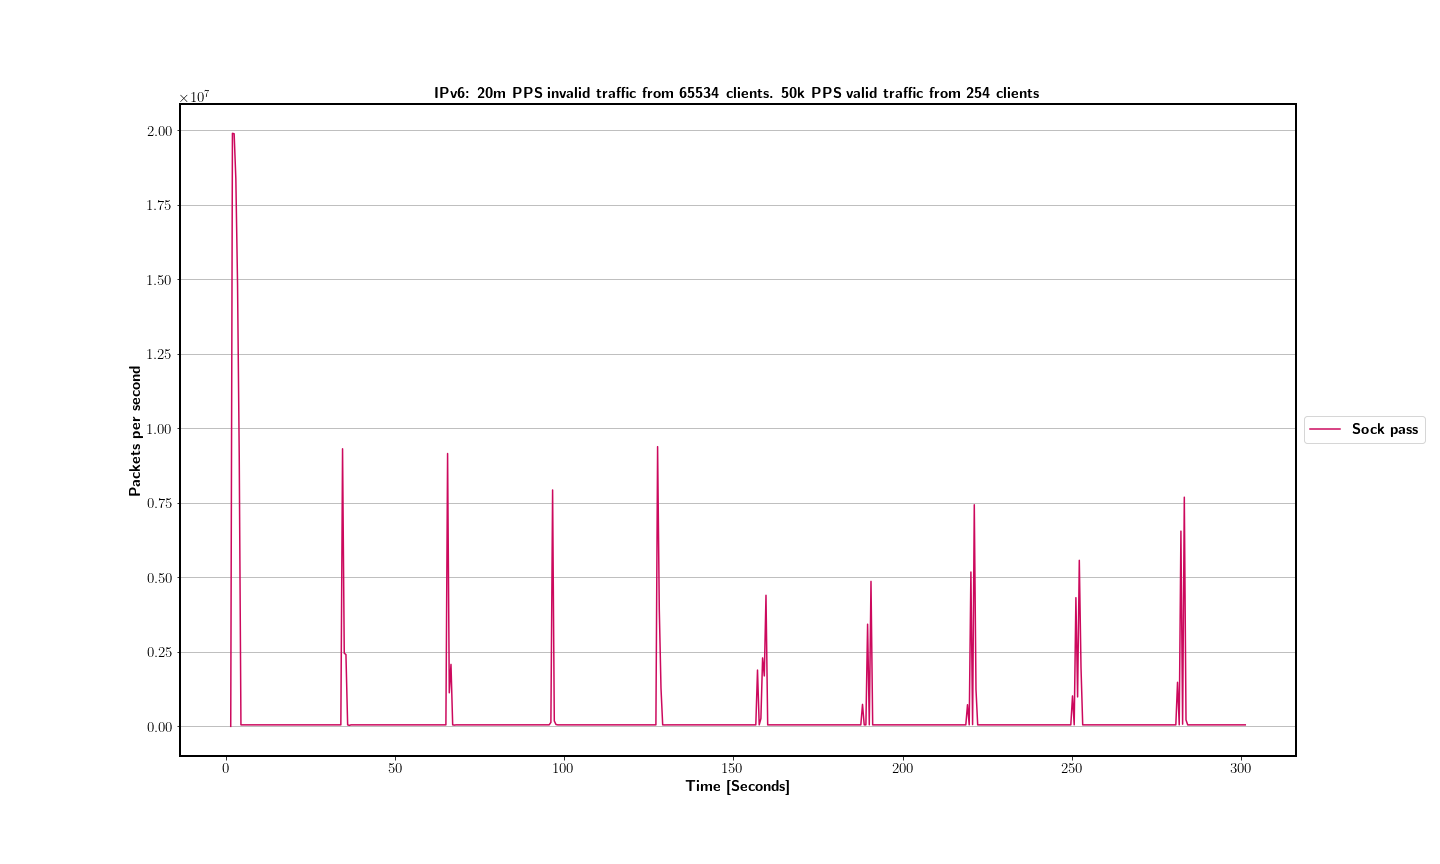 IPv6: 20m PPS invalid traffic from 65534 clients. 50k PPS valid traffic from 254 clients
×10⁷
2.00
1.75
1.50
1.25
1.00
0.75
0.50
0.25
0.00
Packets per second
0 50 100 150 200 250 300
Time [Seconds]
Sock pass